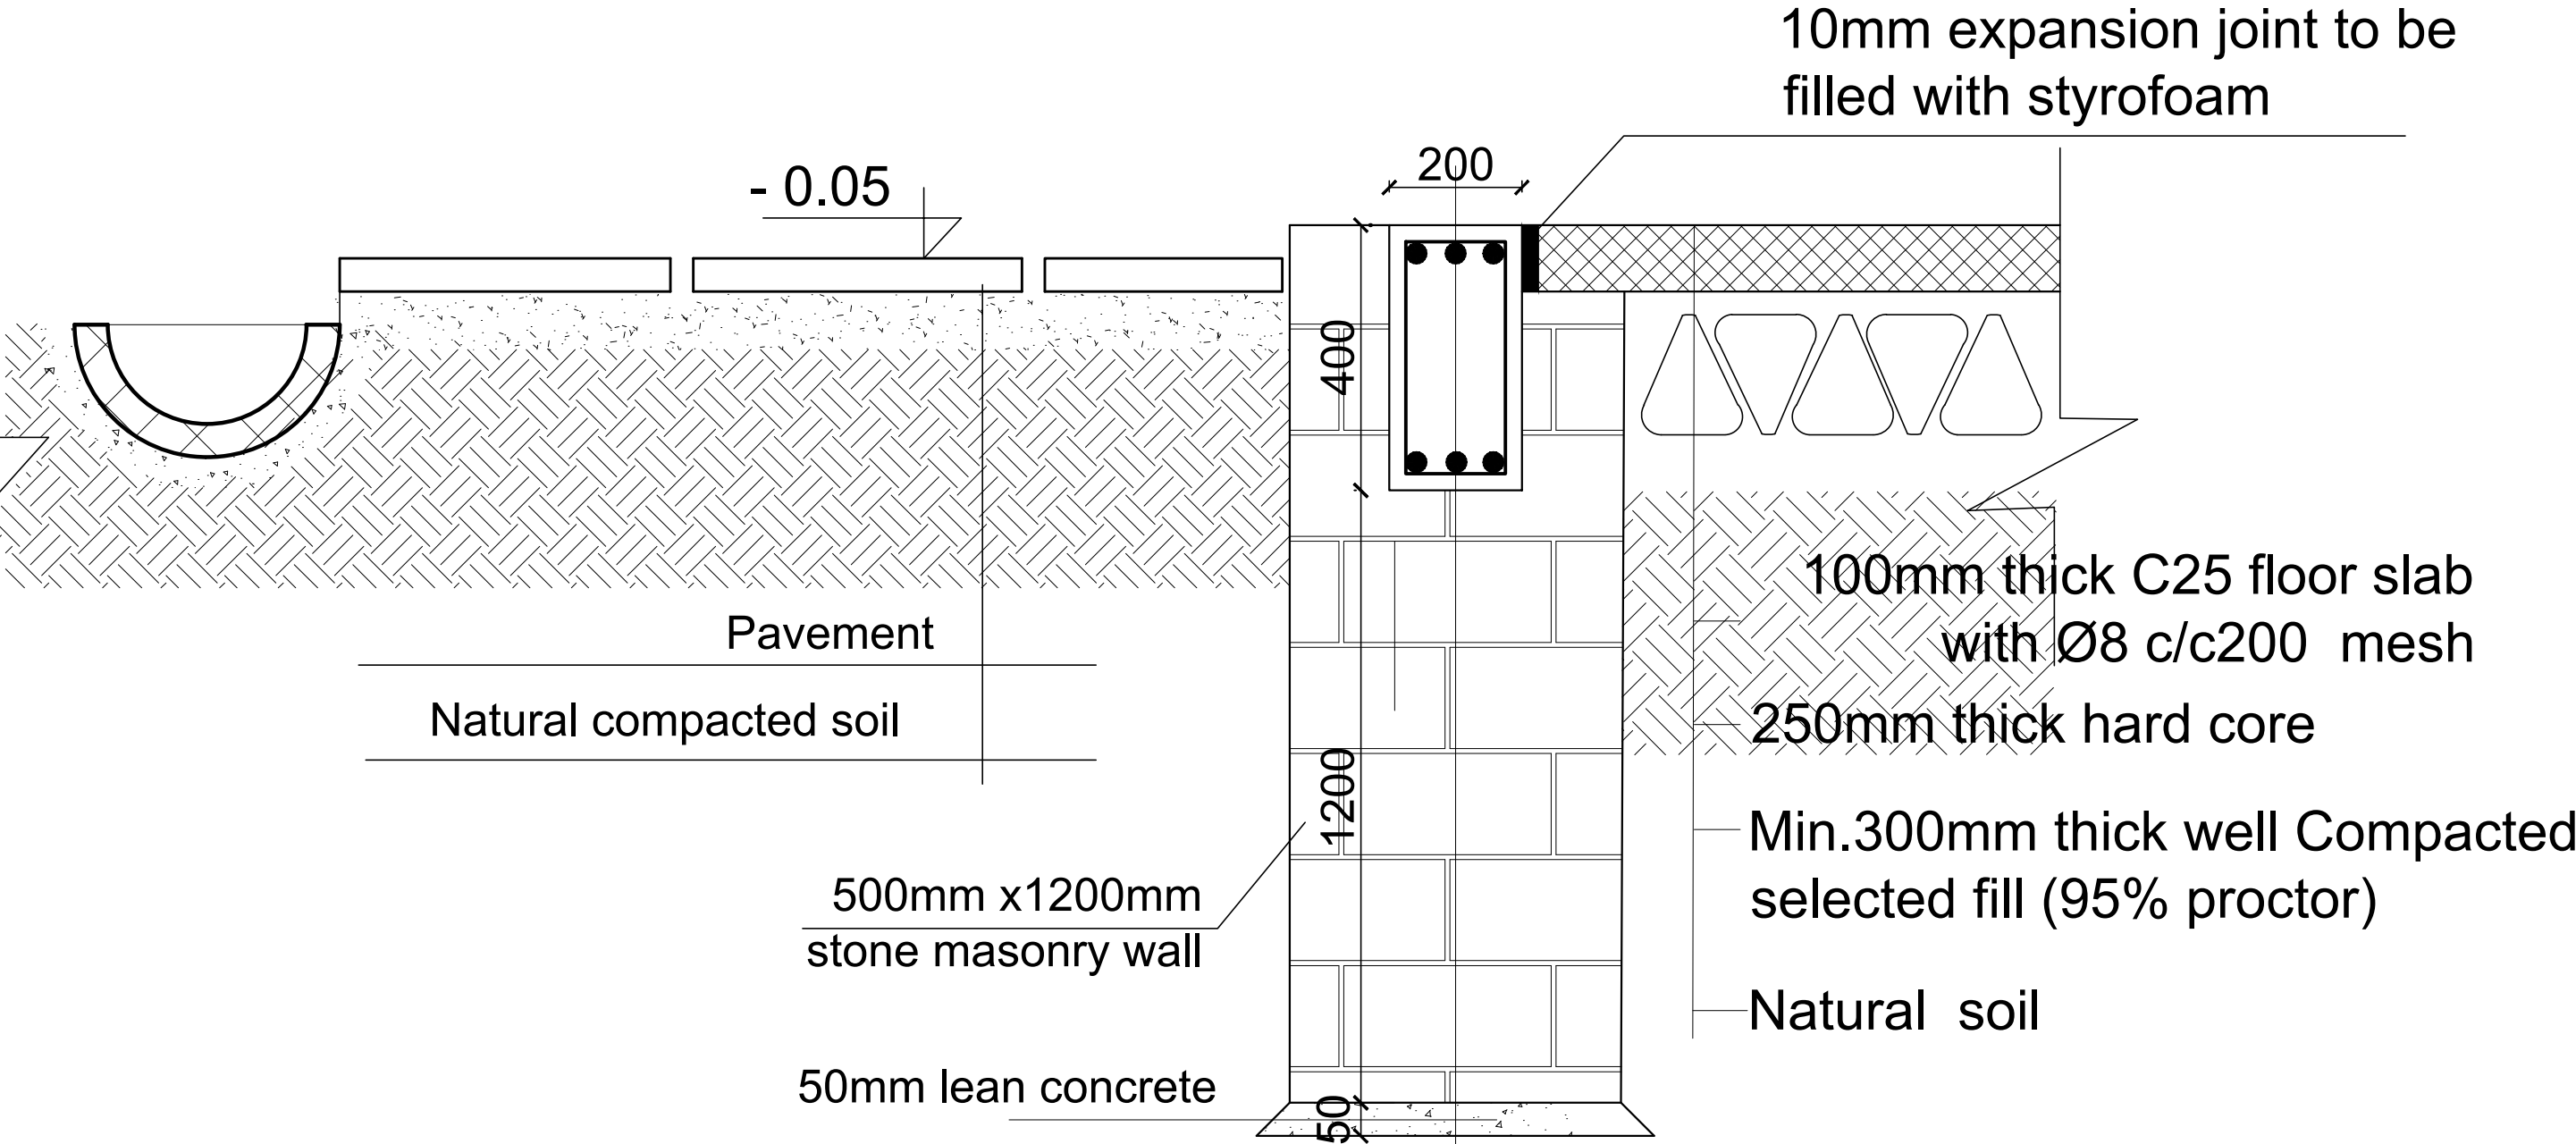 10mm expansion joint to be
filled with styrofoam
200
- 0.05
400
100mm thick C25 floor slab
with Ø8 c/c200 mesh
Pavement
Natural compacted soil
250mm thick hard core
1200
Min.300mm thick well Compacted
selected fill (95% proctor)
500mm x1200mm
stone masonry wall
Natural soil
50mm lean concrete
50